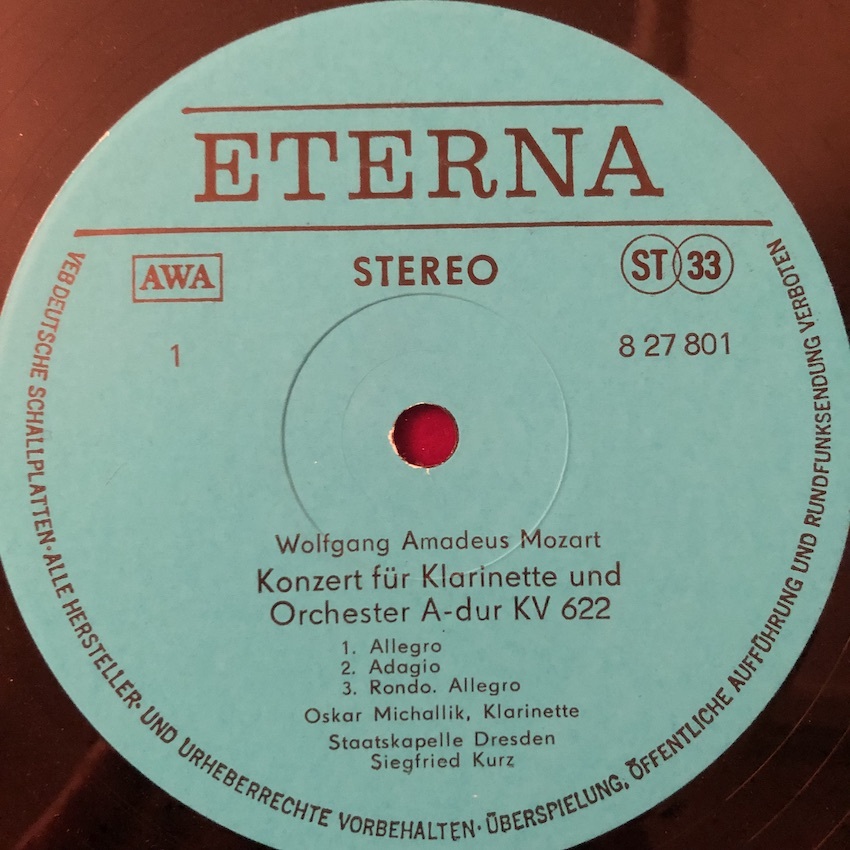 ETERNA
AWA
STEREO
ST 33
1
8 27 801
Wolfgang Amadeus Mozart
Konzert für Klarinette und
Orchester A-dur KV 622
1. Allegro
2. Adagio
3. Rondo. Allegro
Oskar Michallik, Klarinette
Staatskapelle Dresden
Siegfried Kurz
VEB DEUTSCHE SCHALLPLATTEN · ALLE HERSTELLER- UND URHEBERRECHTE VORBEHALTEN · ÜBERSPIELUNG, ÖFFENTLICHE AUFFÜHRUNG UND RUNDFUNKSENDUNG VERBOTEN